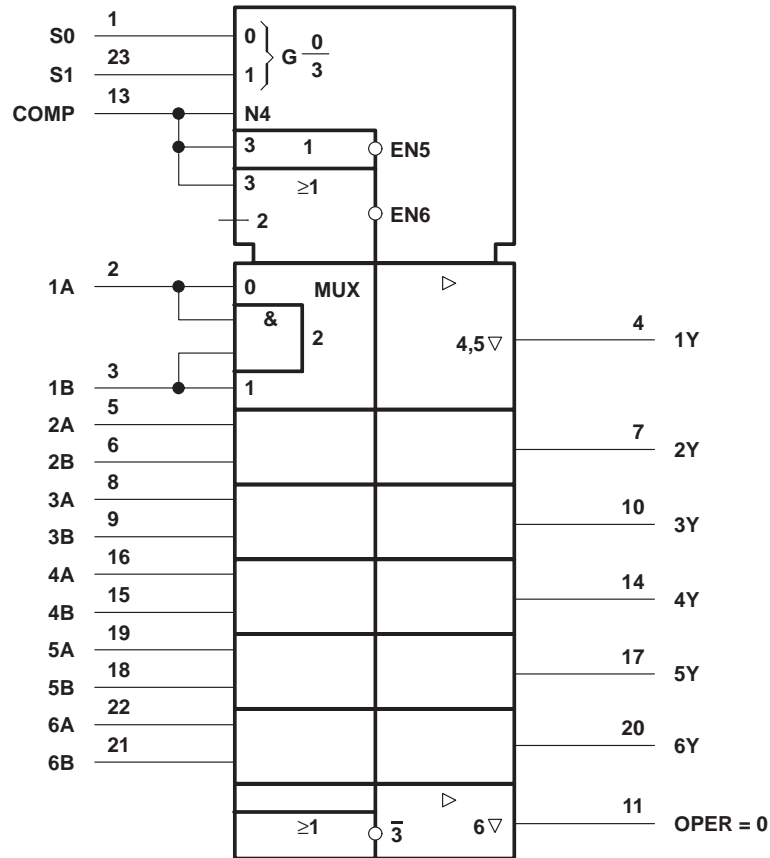 S0 1 0 G 0/3
S1 23 1
COMP 13 N4
3 1 EN5
3 ≥1 EN6
2
1A 2 0 MUX ▷
& 2 4,5 ▽ 4 1Y
1B 3 1
2A 5
2B 6 7 2Y
3A 8
3B 9 10 3Y
4A 16
4B 15 14 4Y
5A 19
5B 18 17 5Y
6A 22
6B 21 20 6Y
▷
≥1 3̅ 6 ▽ 11 OPER = 0